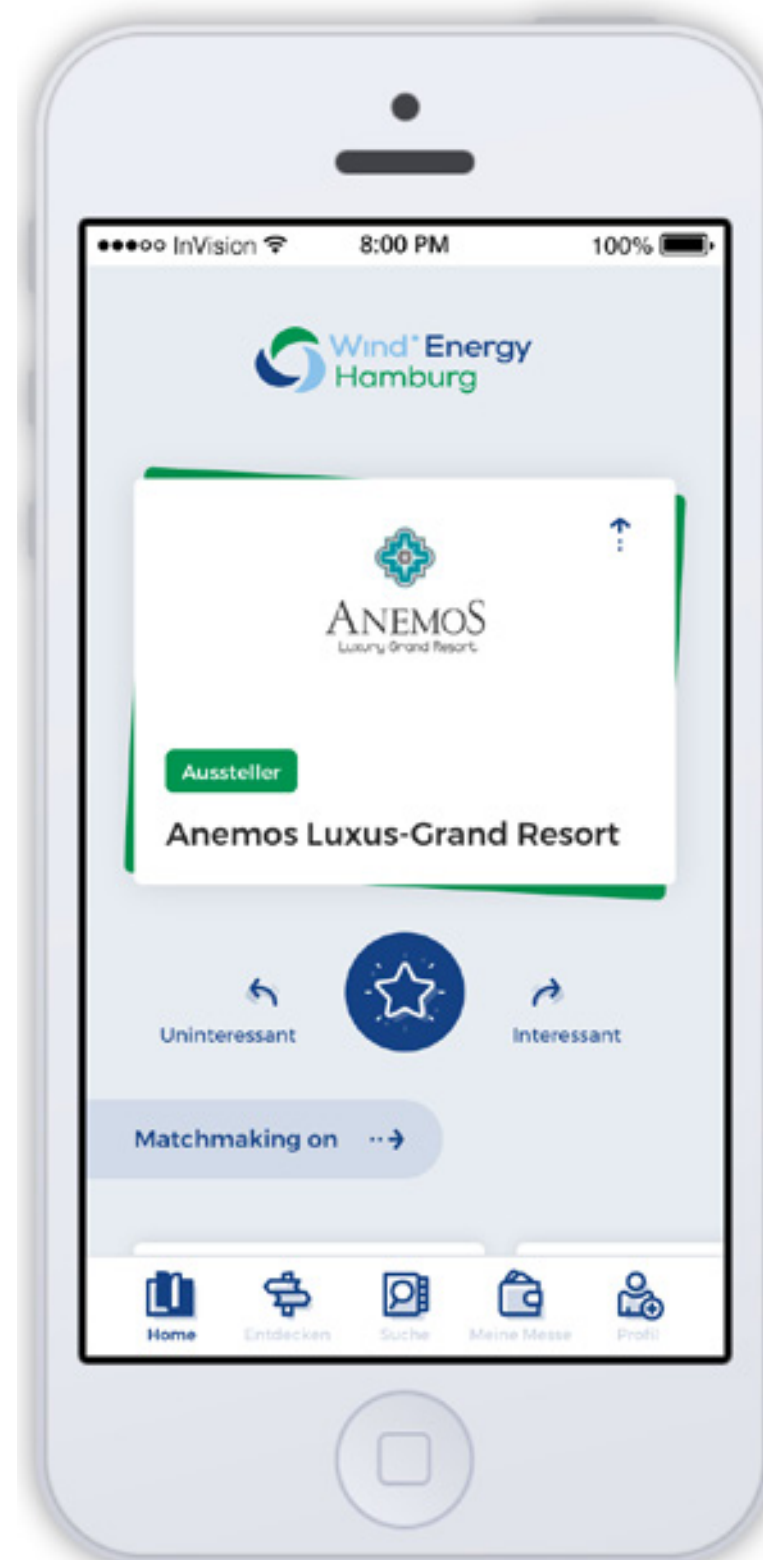 InVision 8:00 PM 100%
Wind Energy
Hamburg
ANEMOS
Luxury Grand Resort
Aussteller
Anemos Luxus-Grand Resort
Uninteressant Interessant
Matchmaking on
Home Entdecken Suche Meine Messe Profil